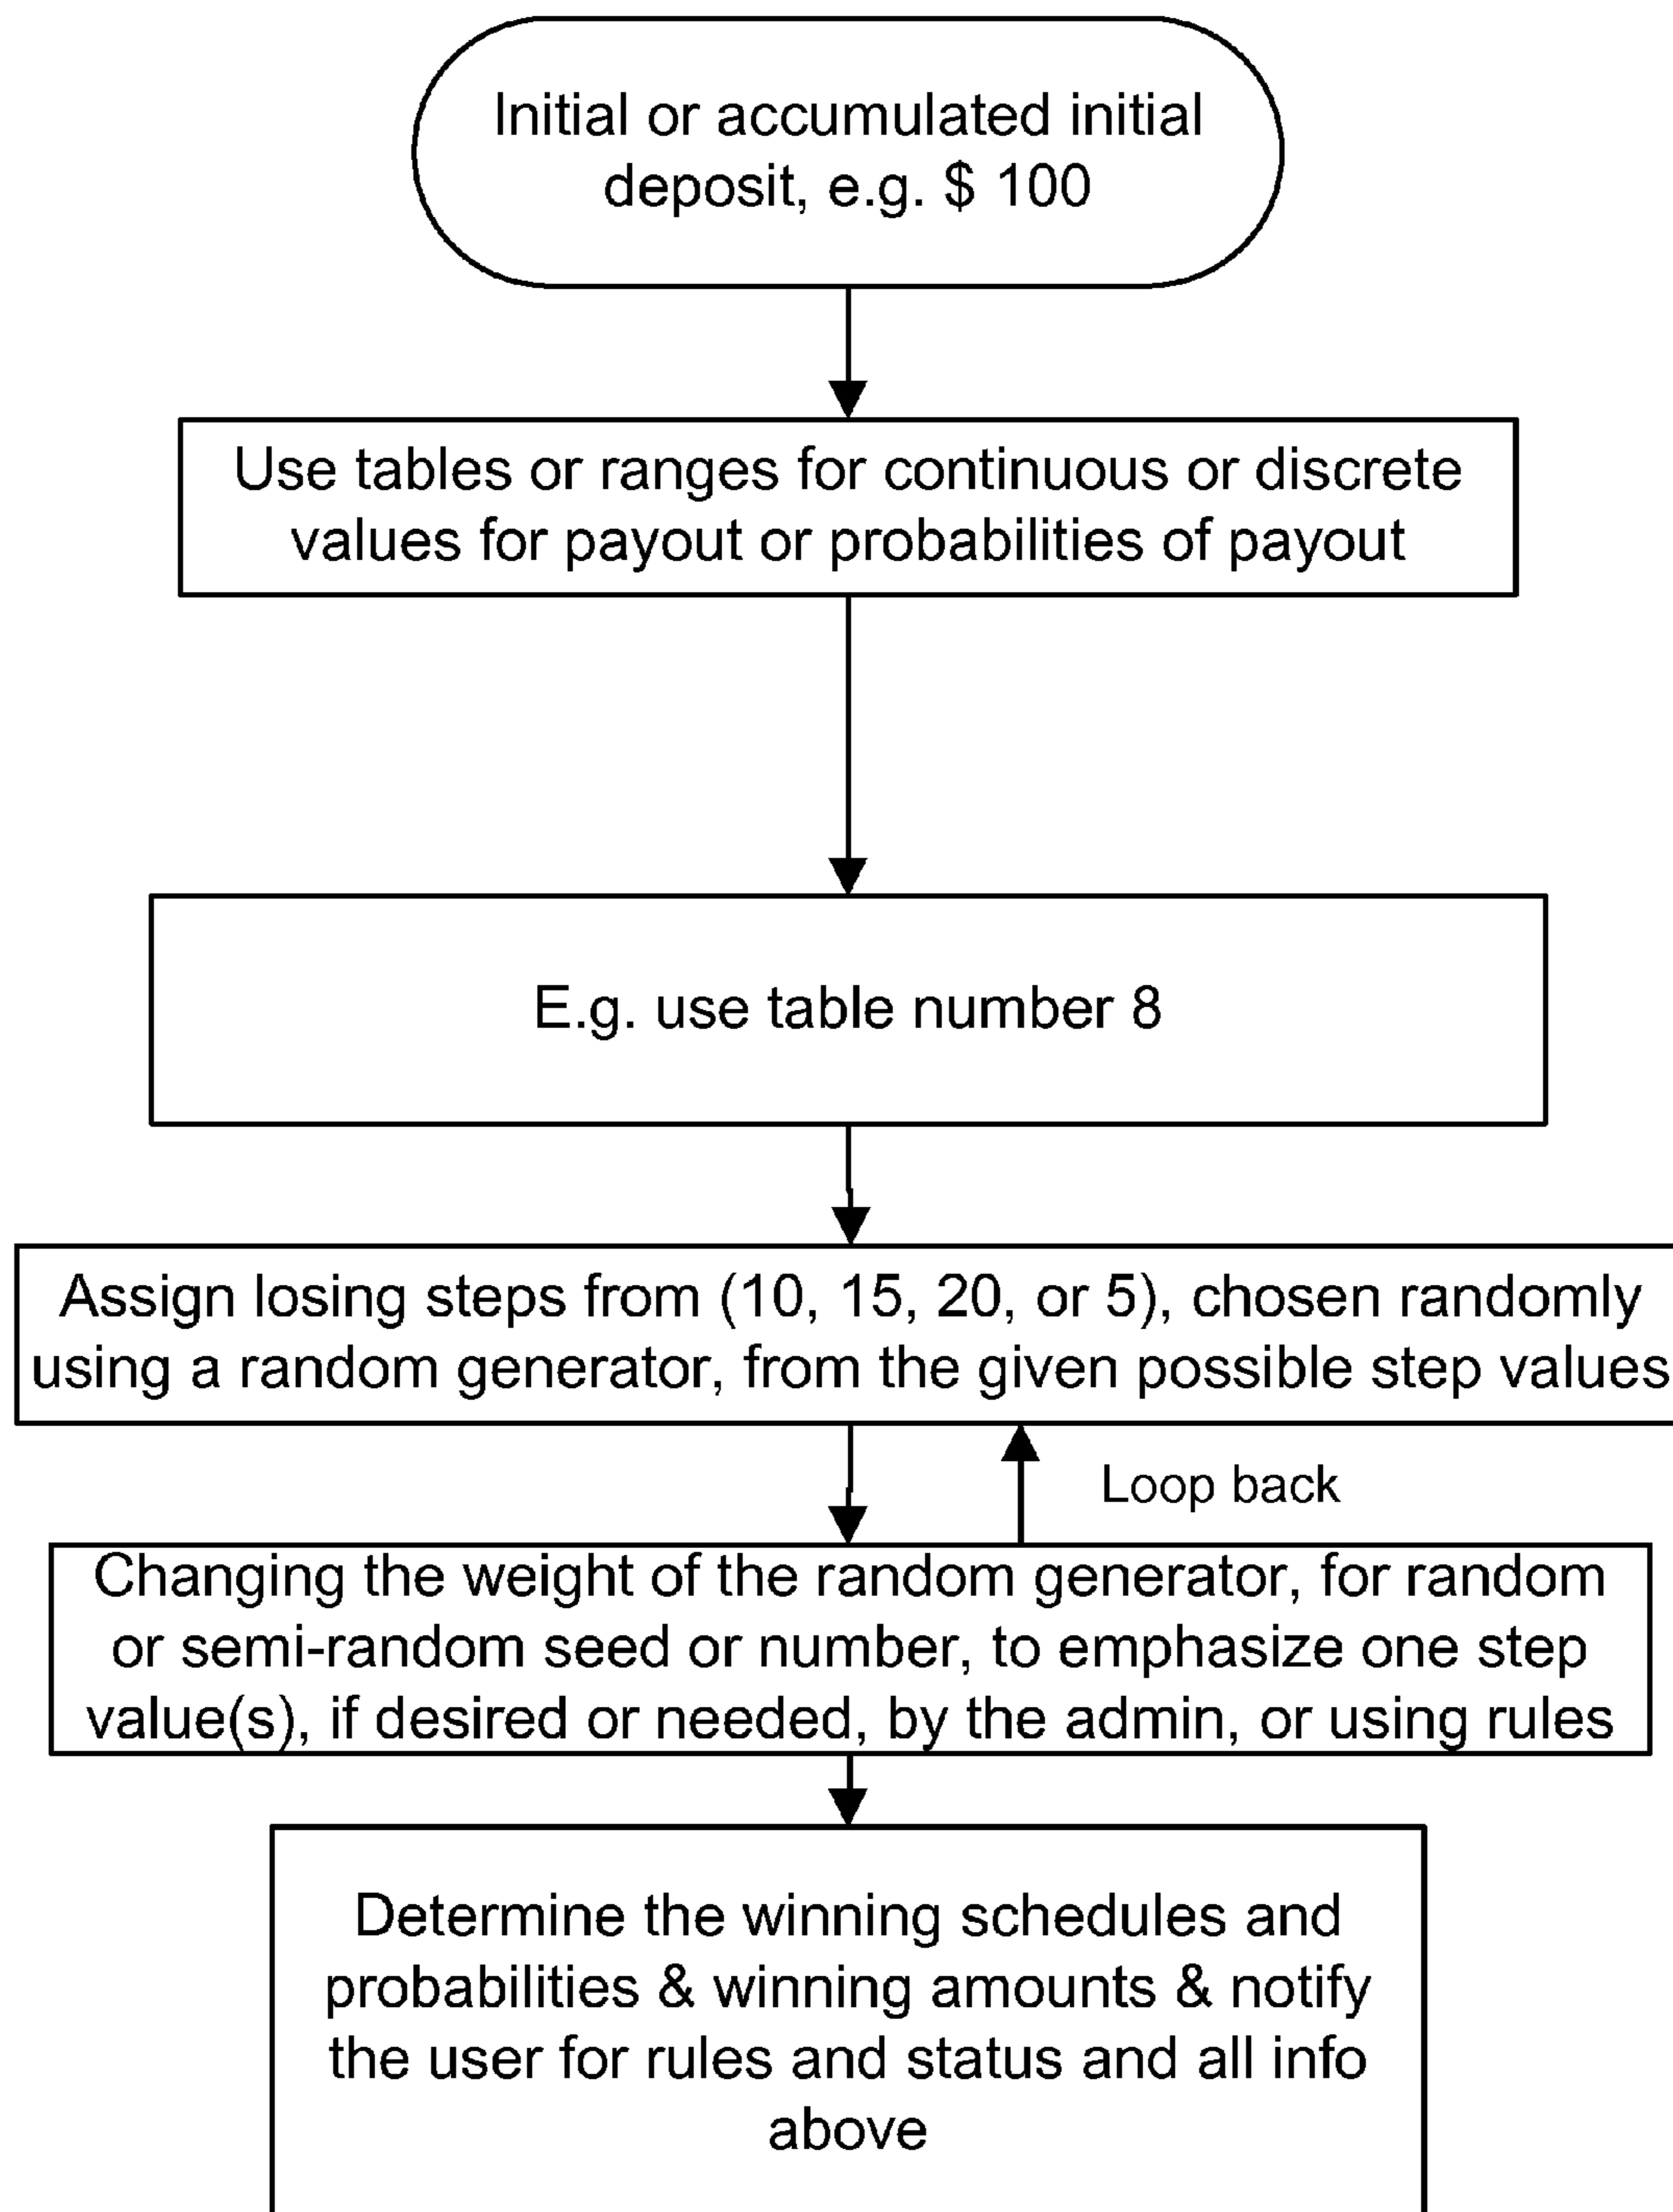 Initial or accumulated initial
deposit, e.g. $ 100
Use tables or ranges for continuous or discrete
values for payout or probabilities of payout
E.g. use table number 8
Assign losing steps from (10, 15, 20, or 5), chosen randomly
using a random generator, from the given possible step values
Loop back
Changing the weight of the random generator, for random
or semi-random seed or number, to emphasize one step
value(s), if desired or needed, by the admin, or using rules
Determine the winning schedules and
probabilities & winning amounts & notify
the user for rules and status and all info
above